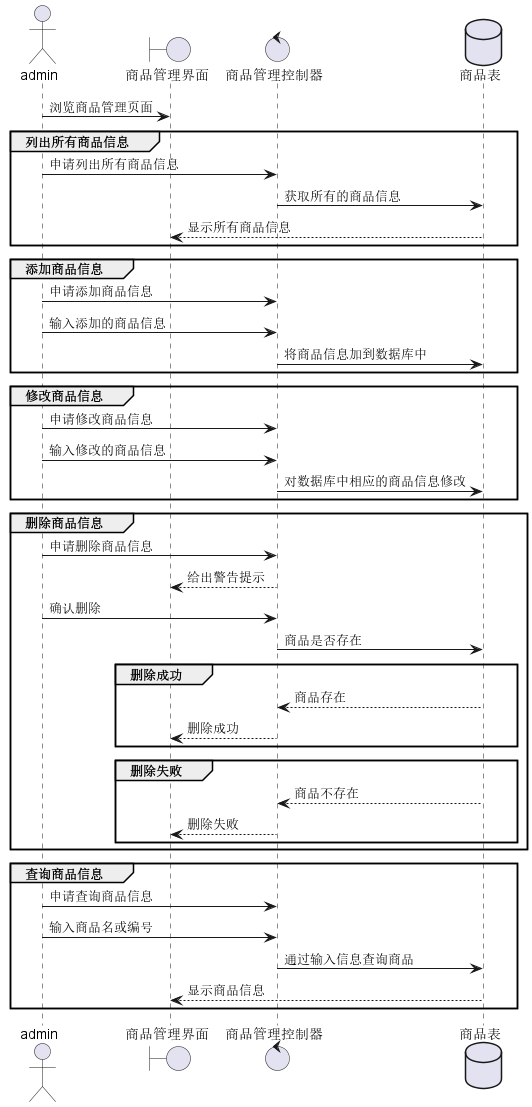 admin
商品管理界面
商品管理控制器
商品表
浏览商品管理页面
列出所有商品信息
申请列出所有商品信息
获取所有的商品信息
显示所有商品信息
添加商品信息
申请添加商品信息
输入添加的商品信息
将商品信息加到数据库中
修改商品信息
申请修改商品信息
输入修改的商品信息
对数据库中相应的商品信息修改
删除商品信息
申请删除商品信息
给出警告提示
确认删除
商品是否存在
删除成功
商品存在
删除成功
删除失败
商品不存在
删除失败
查询商品信息
申请查询商品信息
输入商品名或编号
通过输入信息查询商品
显示商品信息
admin
商品管理界面
商品管理控制器
商品表